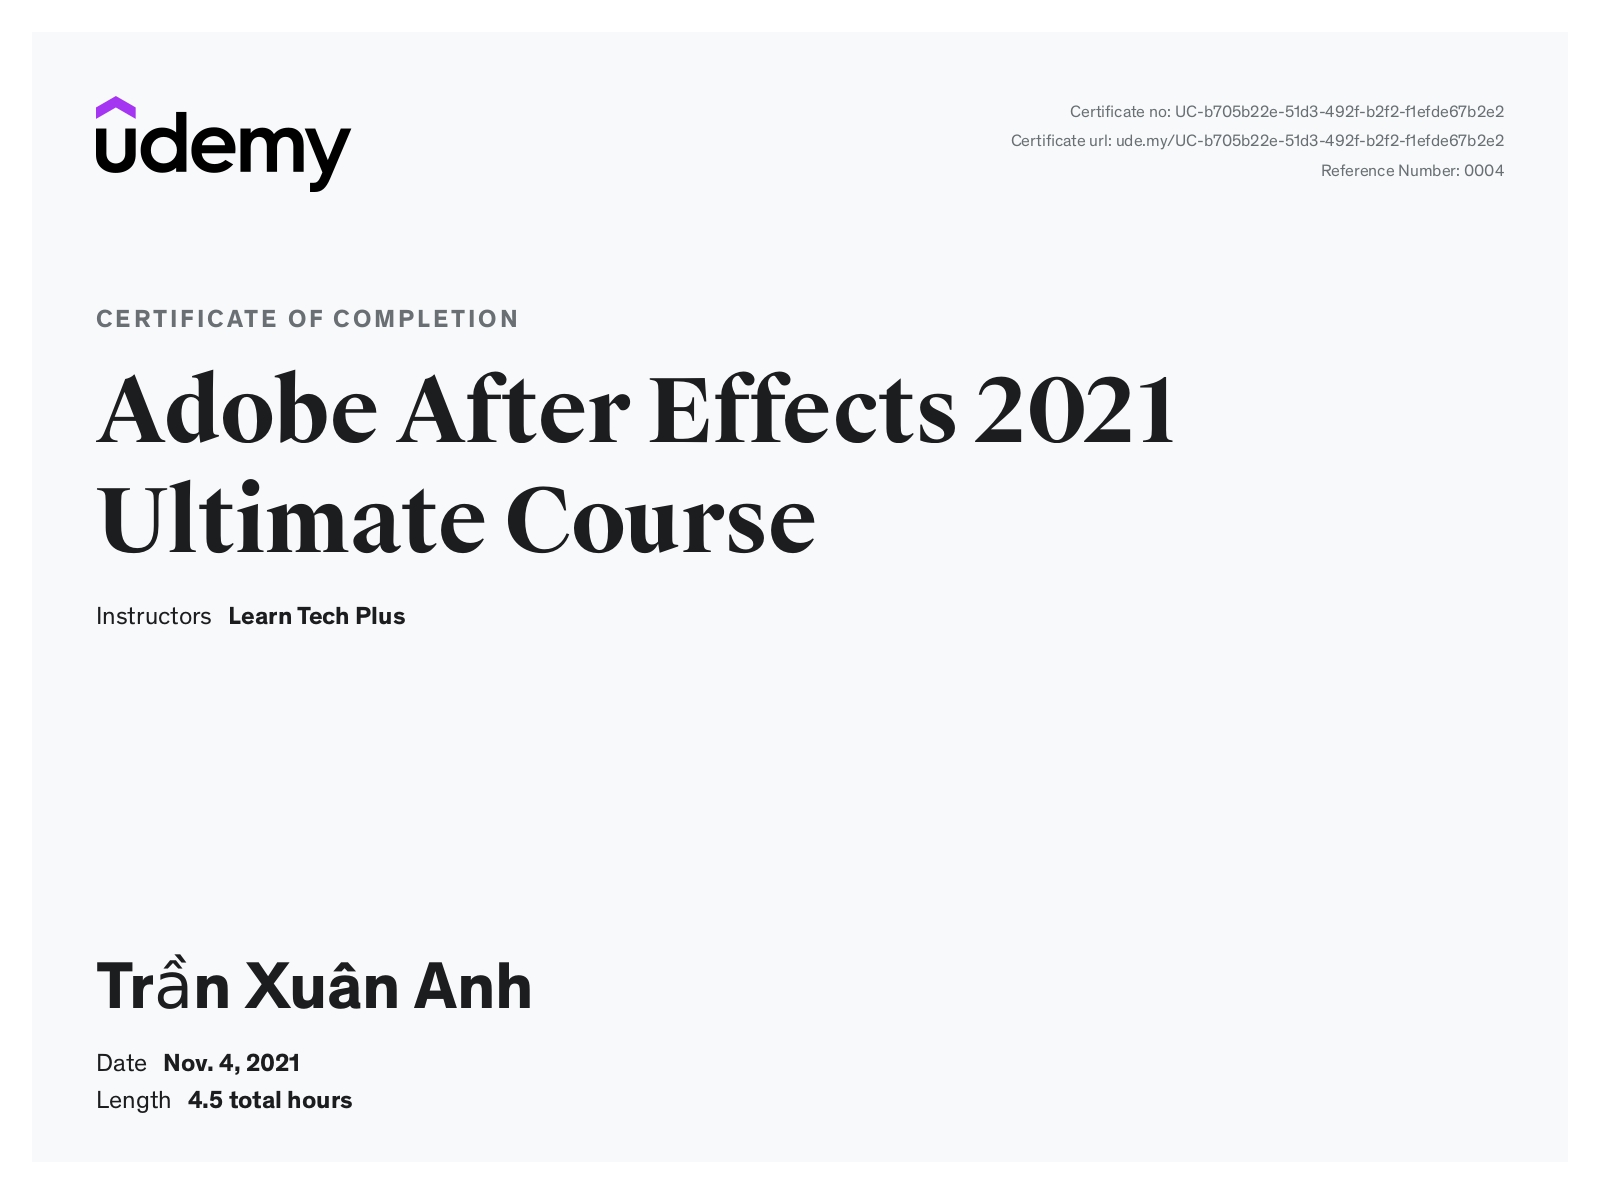 udemy
Certificate no: UC-b705b22e-51d3-492f-b2f2-f1efde67b2e2
Certificate url: ude.my/UC-b705b22e-51d3-492f-b2f2-f1efde67b2e2
Reference Number: 0004
CERTIFICATE OF COMPLETION
Adobe After Effects 2021
Ultimate Course
Instructors Learn Tech Plus
Trần Xuân Anh
Date Nov. 4, 2021
Length 4.5 total hours